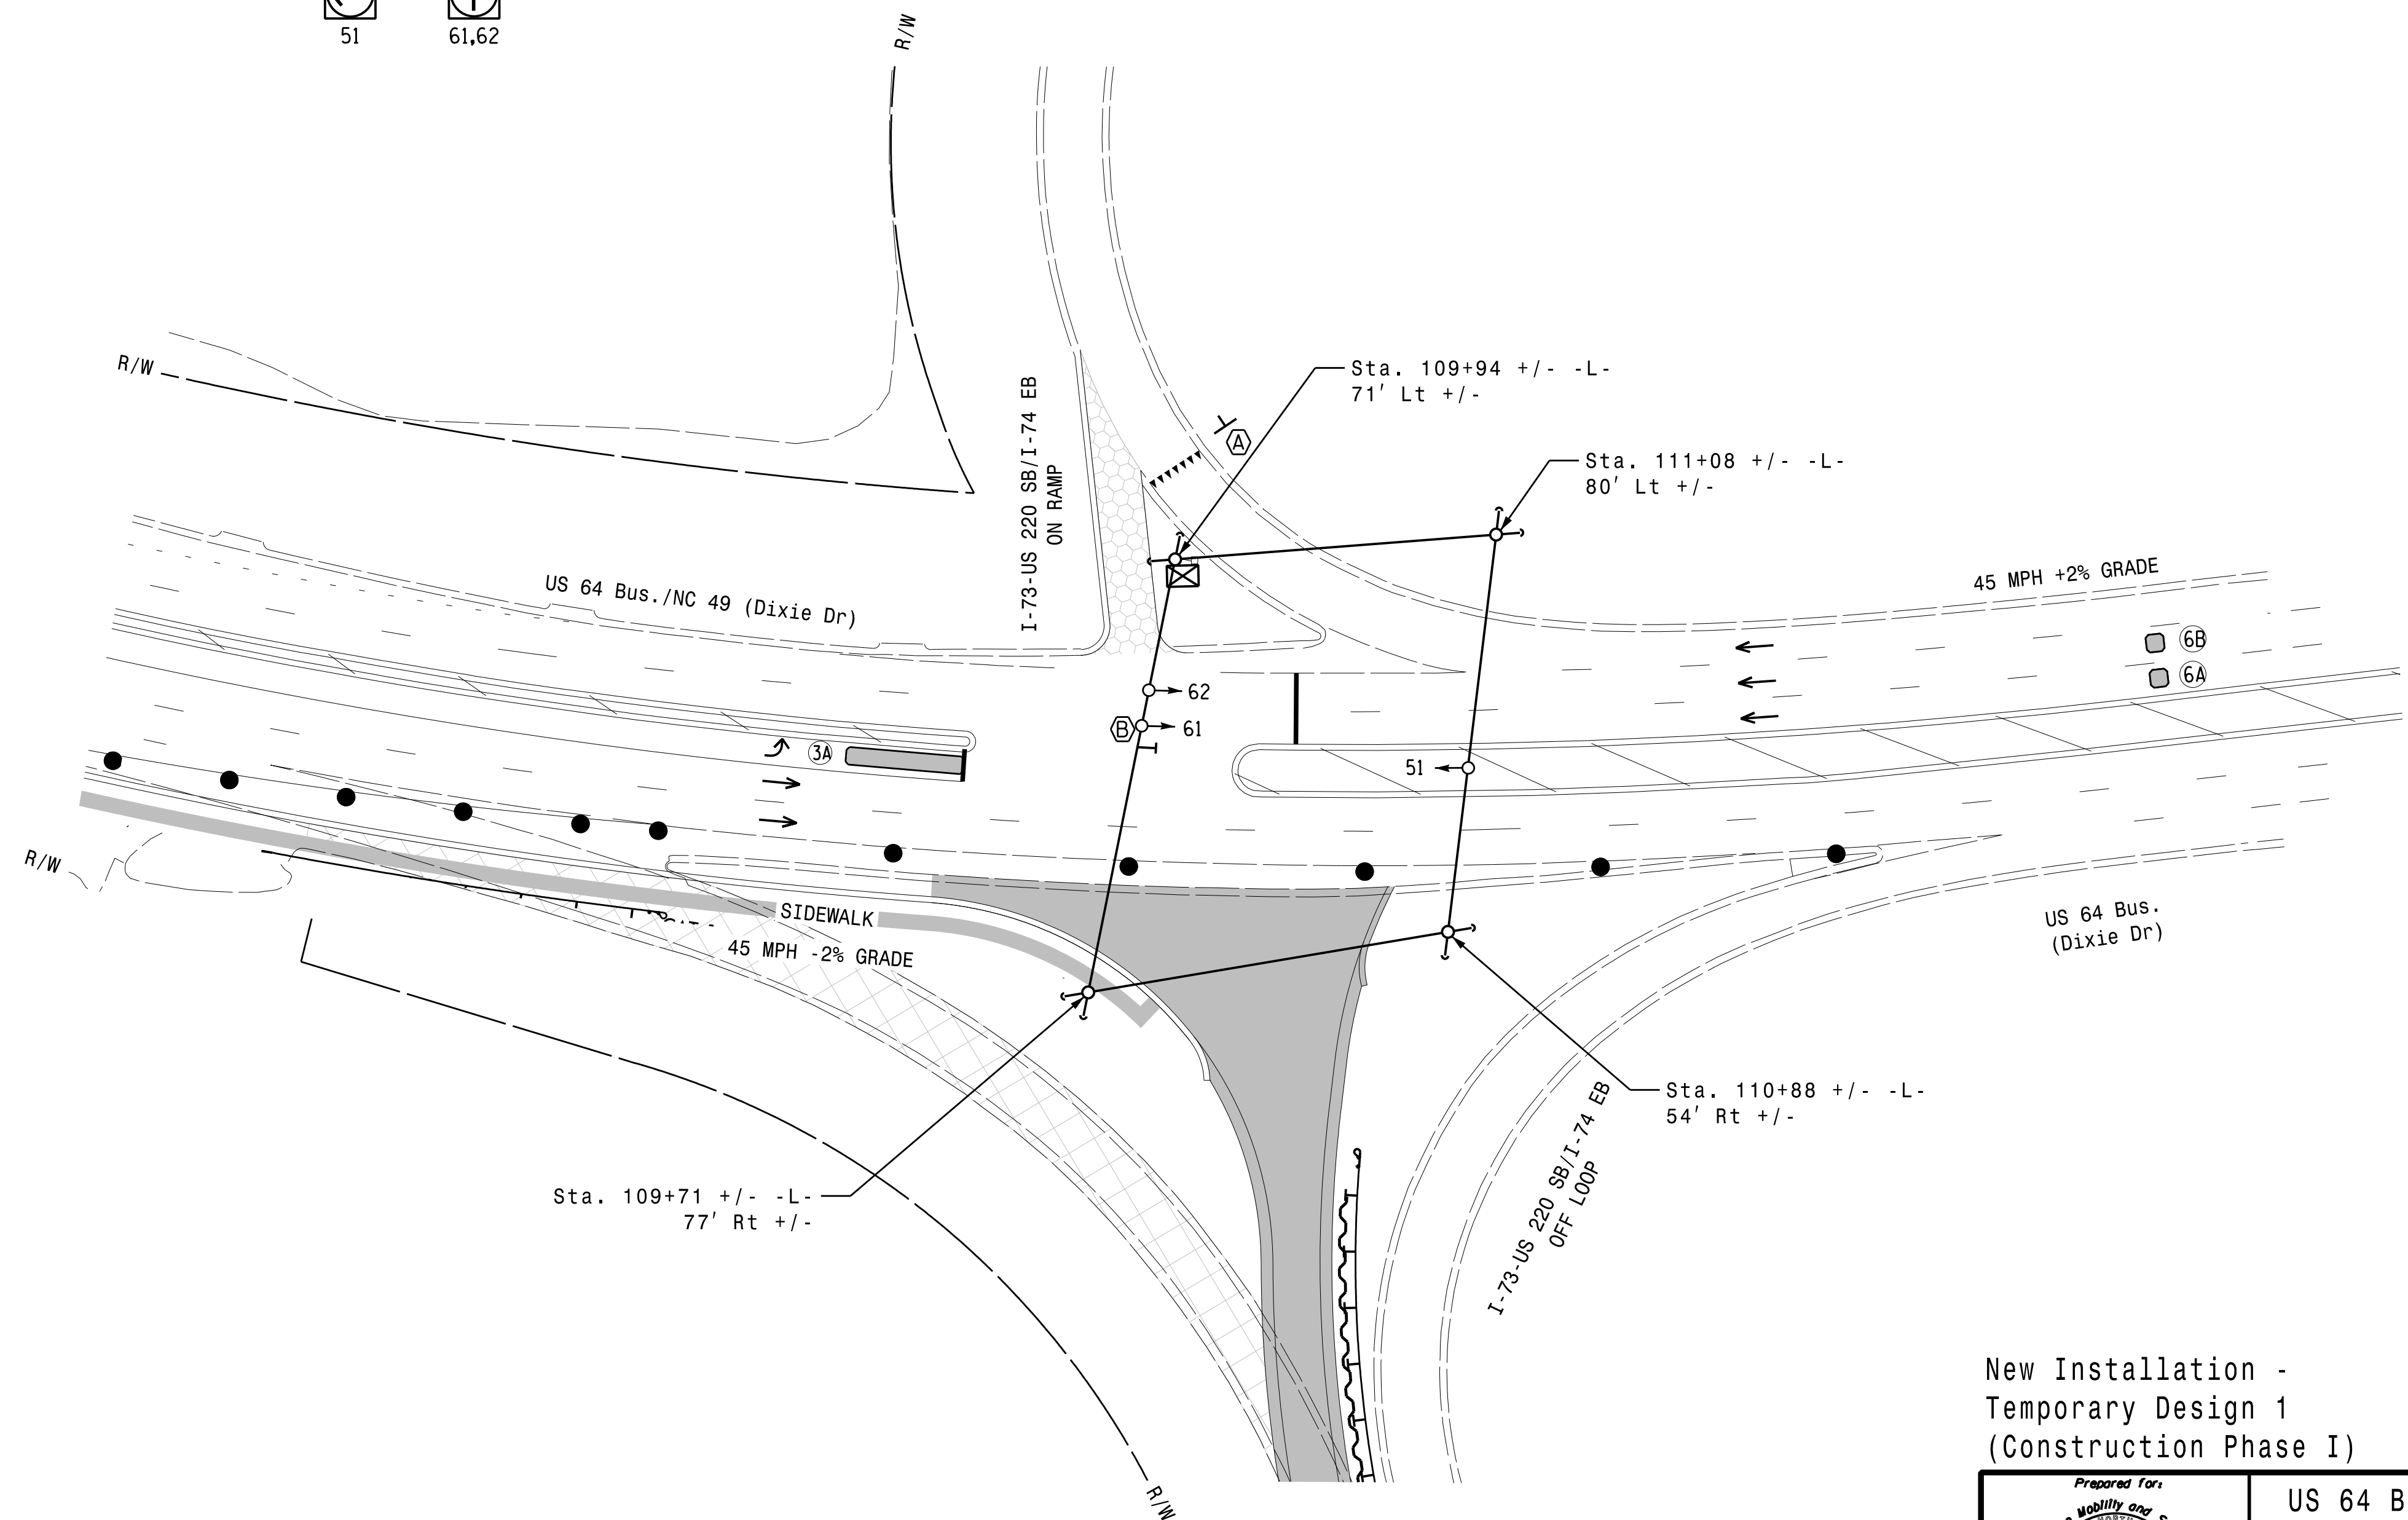 51
61,62
R/W
R/W
Sta. 109+94 +/- -L-
71' Lt +/-
I-73-US 220 SB/I-74 EB
ON RAMP
A
Sta. 111+08 +/- -L-
80' Lt +/-
US 64 Bus./NC 49 (Dixie Dr)
45 MPH +2% GRADE
6B
6A
62
B
61
3A
51
R/W
SIDEWALK
45 MPH -2% GRADE
US 64 Bus.
(Dixie Dr)
Sta. 110+88 +/- -L-
54' Rt +/-
I-73-US 220 SB/I-74 EB
OFF LOOP
Sta. 109+71 +/- -L-
77' Rt +/-
R/W
New Installation -
Temporary Design 1
(Construction Phase I)
Prepared for:
Mobility and
US 64 B